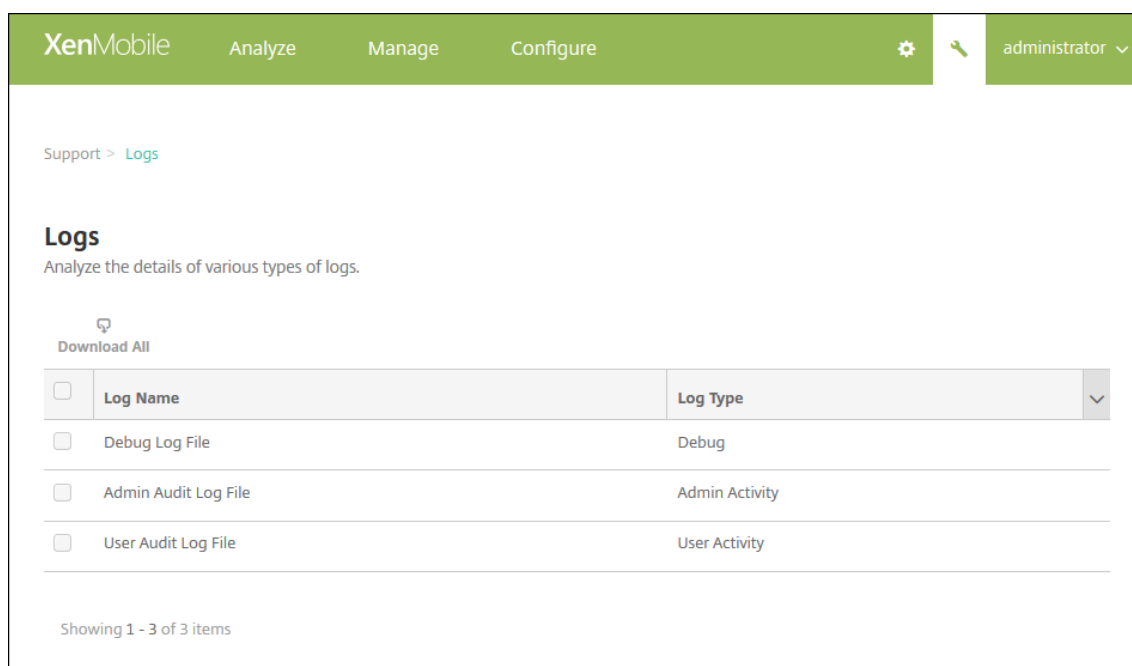 XenMobile Analyze Manage Configure administrator
Support > Logs
Logs
Analyze the details of various types of logs.
Download All
Log Name Log Type
Debug Log File Debug
Admin Audit Log File Admin Activity
User Audit Log File User Activity
Showing 1 - 3 of 3 items